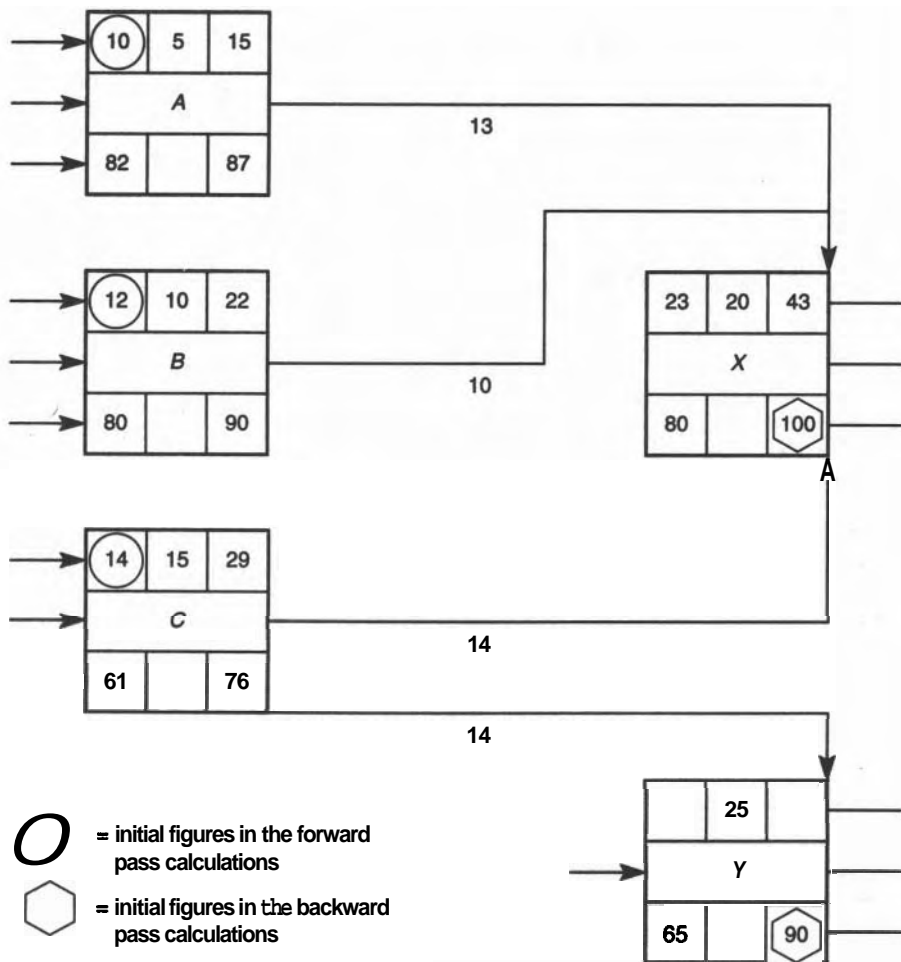 10 5 15
A
13
82 87
12 10 22
B
10
80 90
23 20 43
X
80 100
A
14 15 29
C
14
61 76
14
25
Y
65 90
O = initial figures in the forward
pass calculations
= initial figures in the backward
pass calculations